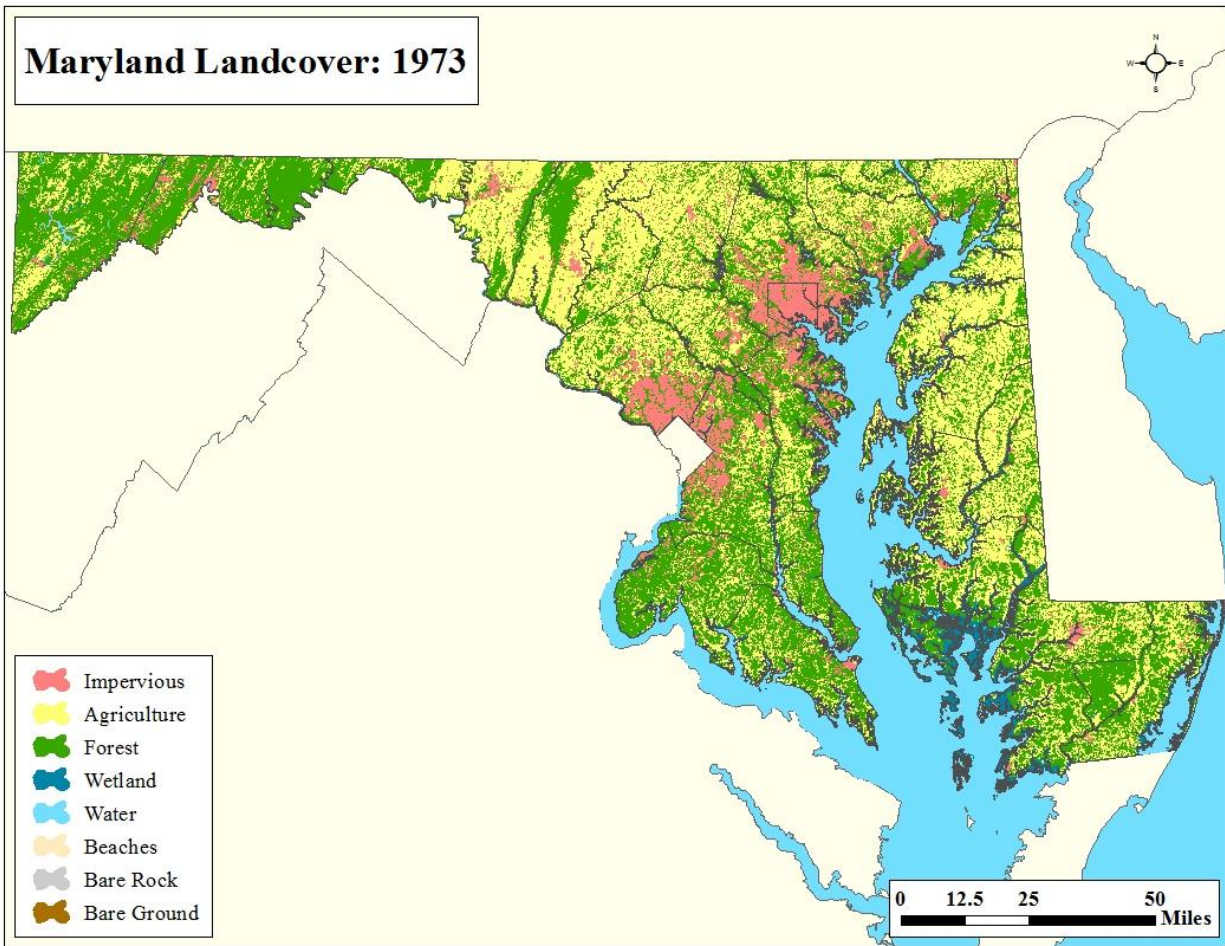 Maryland Landcover: 1973
N
W E
S
Impervious
Agriculture
Forest
Wetland
Water
Beaches
Bare Rock
Bare Ground
0 12.5 25 50
Miles